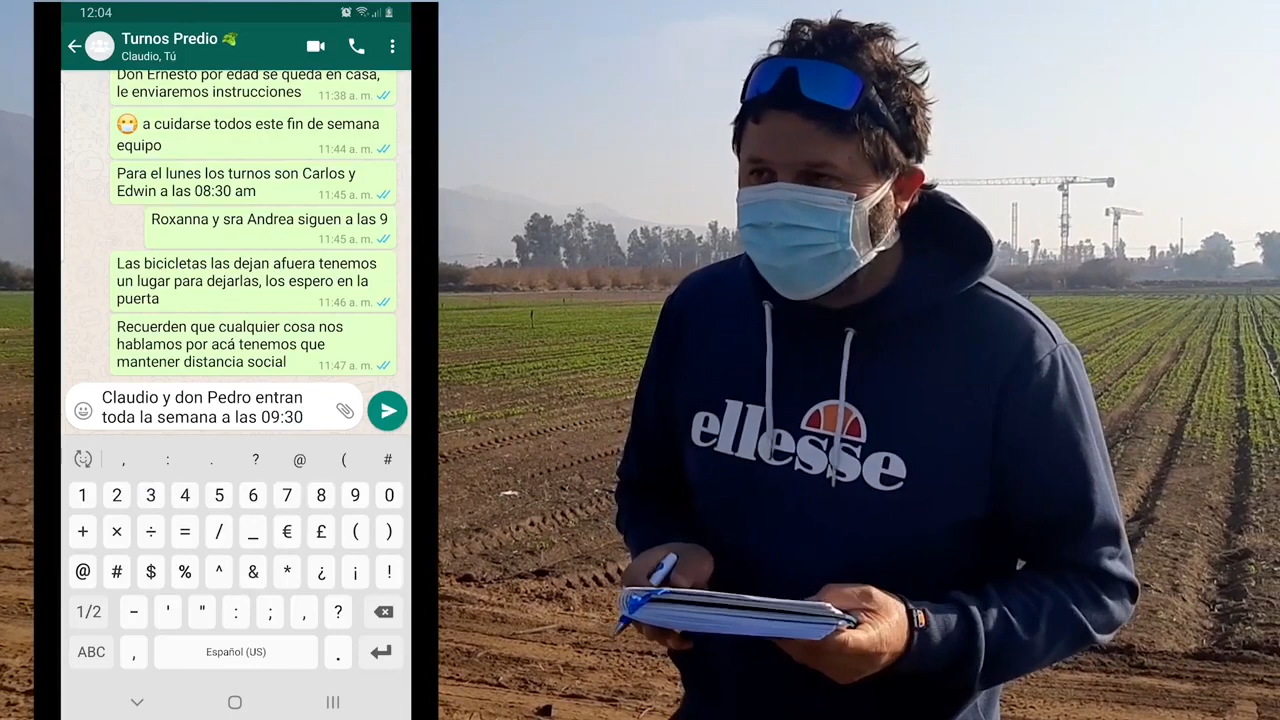 12:04
Turnos Predio
Claudio, Tú
Don Ernesto por edad se queda en casa,
le enviaremos instrucciones 11:38 a. m.
a cuidarse todos este fin de semana
equipo 11:44 a. m.
Para el lunes los turnos son Carlos y
Edwin a las 08:30 am 11:45 a. m.
Roxanna y sra Andrea siguen a las 9
11:45 a. m.
Las bicicletas las dejan afuera tenemos
un lugar para dejarlas, los espero en la
puerta 11:46 a. m.
Recuerden que cualquier cosa nos
hablamos por acá tenemos que
mantener distancia social 11:47 a. m.
Claudio y don Pedro entran
toda la semana a las 09:30
, : . ? @ ( #
1 2 3 4 5 6 7 8 9 0
+ × ÷ = / _ € £ ( )
@ # $ % ^ & * ¿ ¡ !
1/2 - ' " : ; , ?
ABC , Español (US) .
ellesse